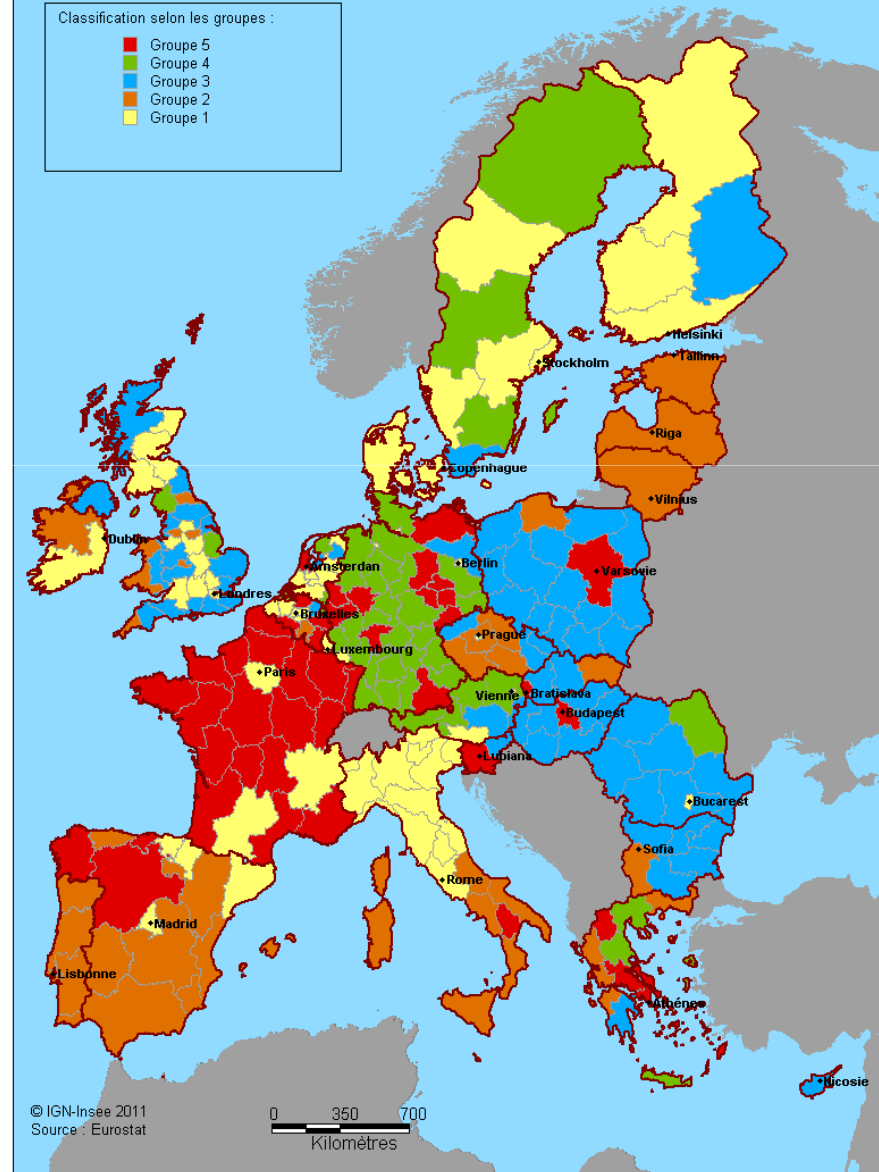 Classification selon les groupes :
Groupe 5
Groupe 4
Groupe 3
Groupe 2
Groupe 1
Helsinki
Tallinn
Stockholm
Riga
Copenhague
Vilnius
Dublin
Amsterdan
Berlin
Varsovie
Londres
Bruxelles
Prague
Luxembourg
Paris
Vienne
Bratislava
Budapest
Lubiana
Bucarest
Sofia
Rome
Madrid
Lisbonne
Athénes
Nicosie
© IGN-Insee 2011
Source : Eurostat
0 350 700
Kilomètres